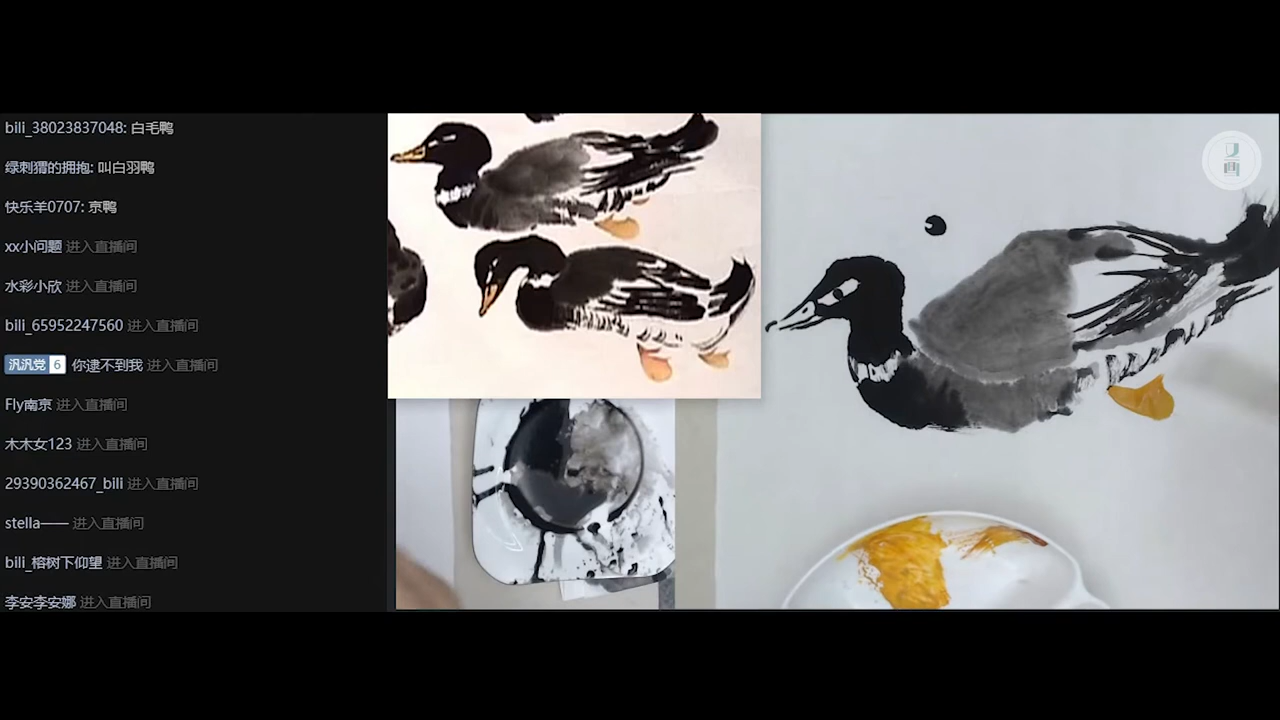 bili_38023837048: 白毛鸭
绿刺猬的拥抱: 叫白羽鸭
快乐羊0707: 京鸭
xx小问题 进入直播间
水彩小欣 进入直播间
bili_65952247560 进入直播间
汎汎党 6 你逮不到我 进入直播间
Fly南京 进入直播间
木木女123 进入直播间
29390362467_bili 进入直播间
stella—— 进入直播间
bili_榕树下仰望 进入直播间
李安李安娜 进入直播间